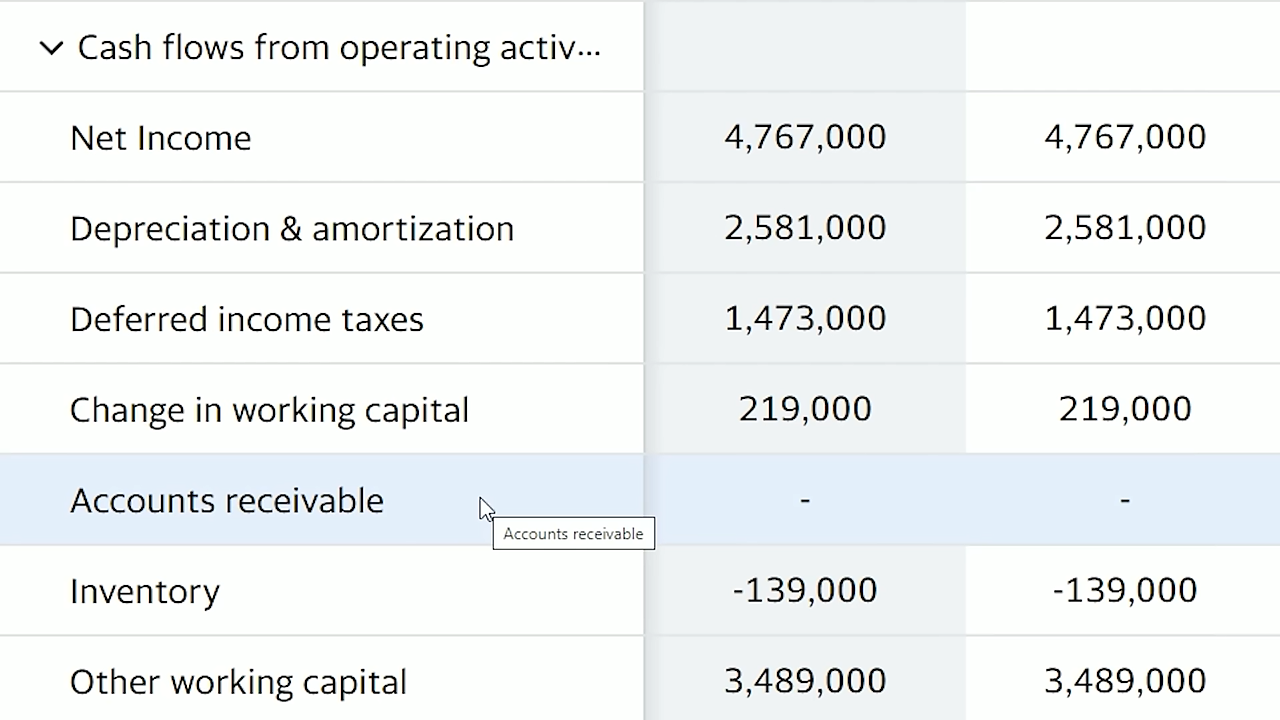 Cash flows from operating activ...
Net Income 4,767,000 4,767,000
Depreciation & amortization 2,581,000 2,581,000
Deferred income taxes 1,473,000 1,473,000
Change in working capital 219,000 219,000
Accounts receivable - -
Accounts receivable
Inventory -139,000 -139,000
Other working capital 3,489,000 3,489,000